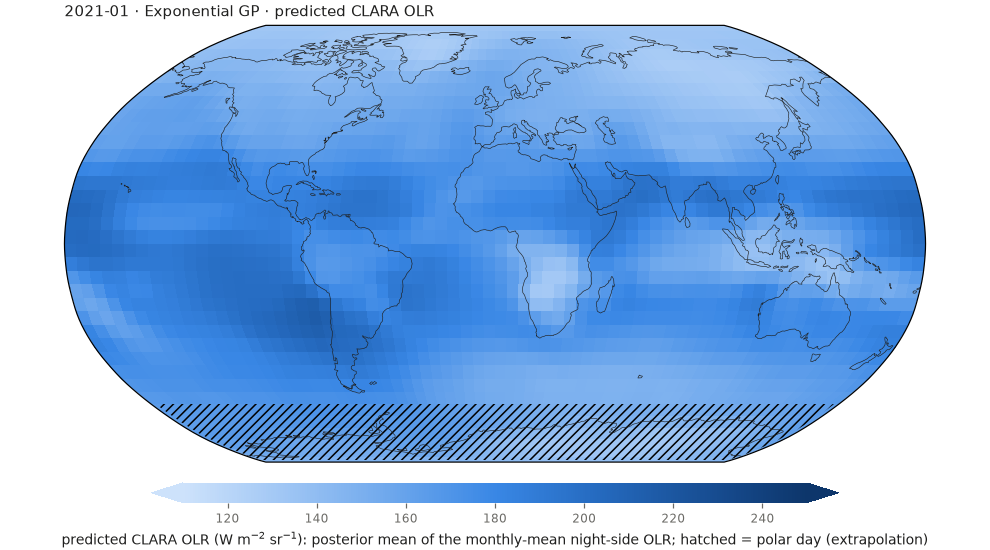 2021-01 · Exponential GP · predicted CLARA OLR
120 140 160 180 200 220 240
predicted CLARA OLR (W m⁻² sr⁻¹): posterior mean of the monthly-mean night-side OLR; hatched = polar day (extrapolation)